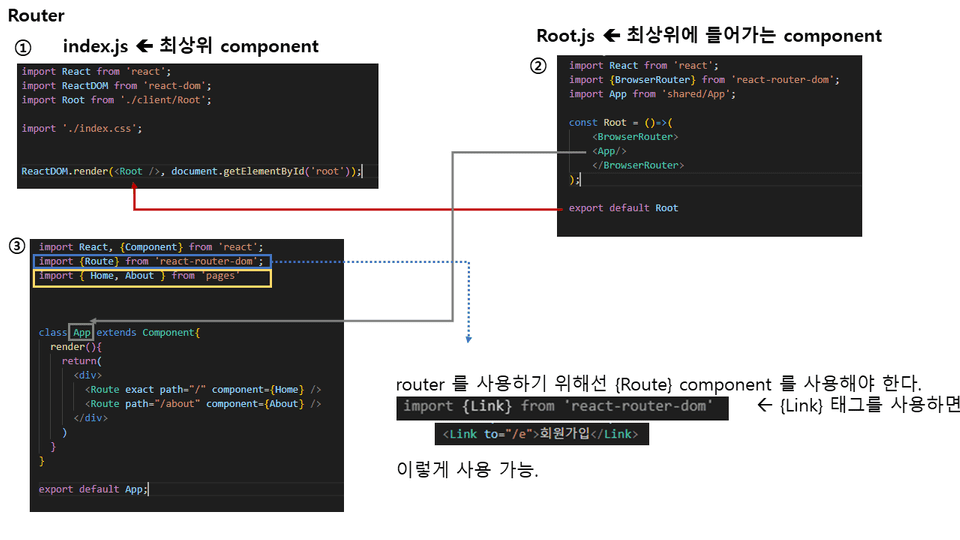 Router
① index.js ← 최상위 component
import React from 'react';
import ReactDOM from 'react-dom';
import Root from './client/Root';
import './index.css';
ReactDOM.render(<Root />, document.getElementById('root'));
Root.js ← 최상위에 들어가는 component
②
import React from 'react';
import {BrowserRouter} from 'react-router-dom';
import App from 'shared/App';
const Root = ()=>(
<BrowserRouter>
<App/>
</BrowserRouter>
);
export default Root
③
import React, {Component} from 'react';
import {Route} from 'react-router-dom';
import { Home, About } from 'pages'
class App extends Component{
render(){
return(
<div>
<Route exact path="/" component={Home} />
<Route path="/about" component={About} />
</div>
)
}
}
export default App;
router 를 사용하기 위해선 {Route} component 를 사용해야 한다.
import {Link} from 'react-router-dom' ← {Link} 태그를 사용하면
<Link to="/e">회원가입</Link>
이렇게 사용 가능.